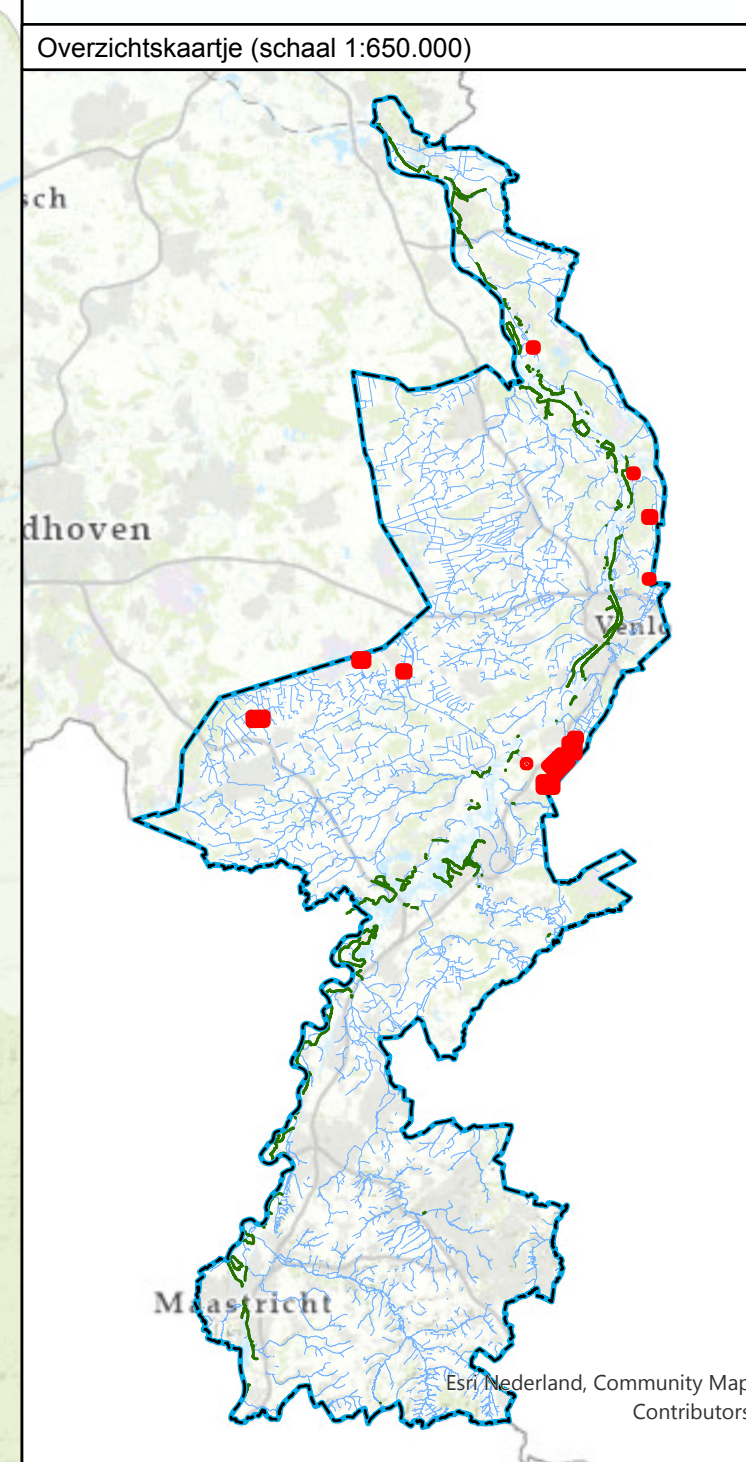 Overzichtskaartje (schaal 1:650.000)
sch
dhoven
Venlo
Maastricht
Esri Nederland, Community Map
Contributors